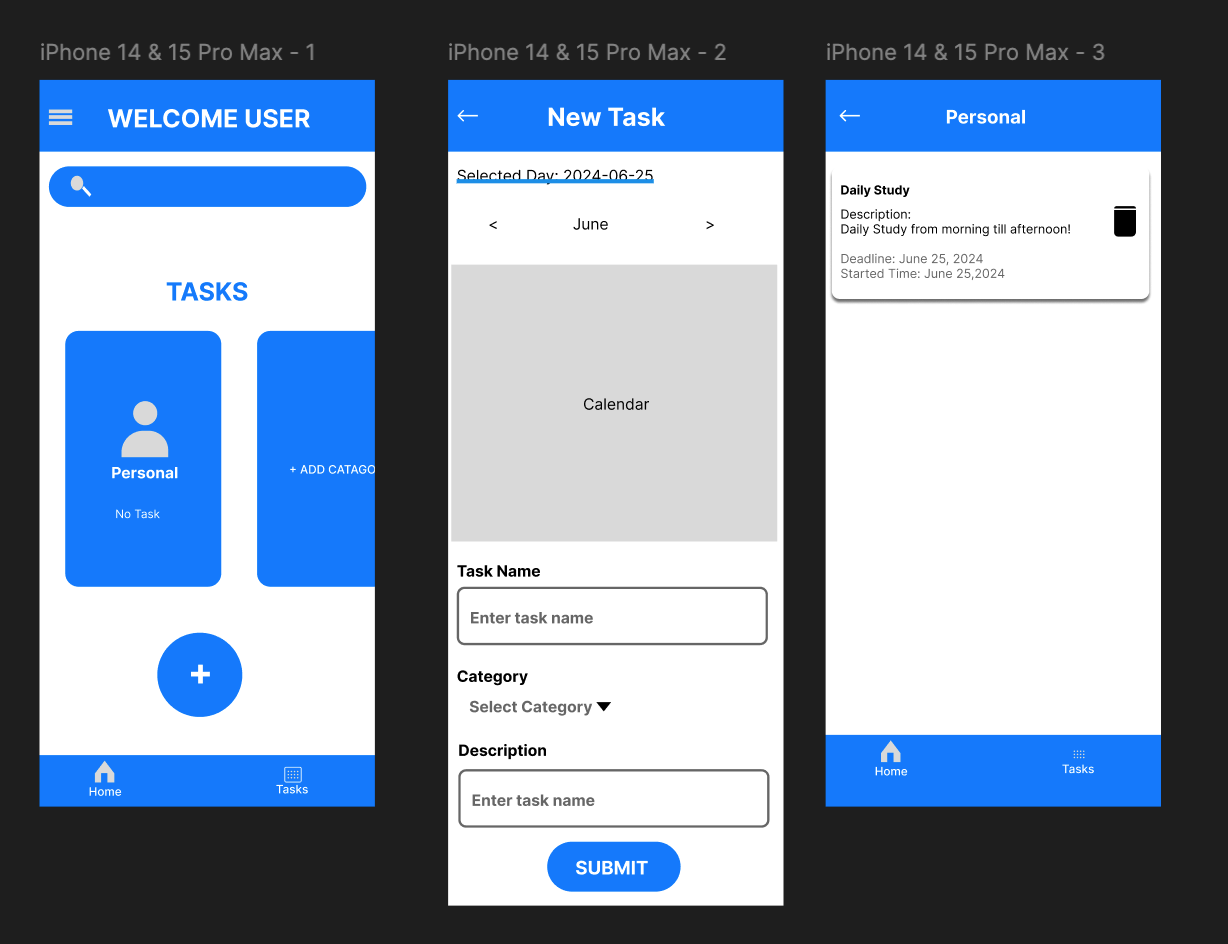 iPhone 14 & 15 Pro Max - 1
WELCOME USER
TASKS
Personal
No Task
+ ADD CATAGO
+
Home
Tasks
iPhone 14 & 15 Pro Max - 2
New Task
Selected Day: 2024-06-25
< June >
Calendar
Task Name
Enter task name
Category
Select Category
Description
Enter task name
SUBMIT
iPhone 14 & 15 Pro Max - 3
Personal
Daily Study
Description:
Daily Study from morning till afternoon!
Deadline: June 25, 2024
Started Time: June 25,2024
Home
Tasks